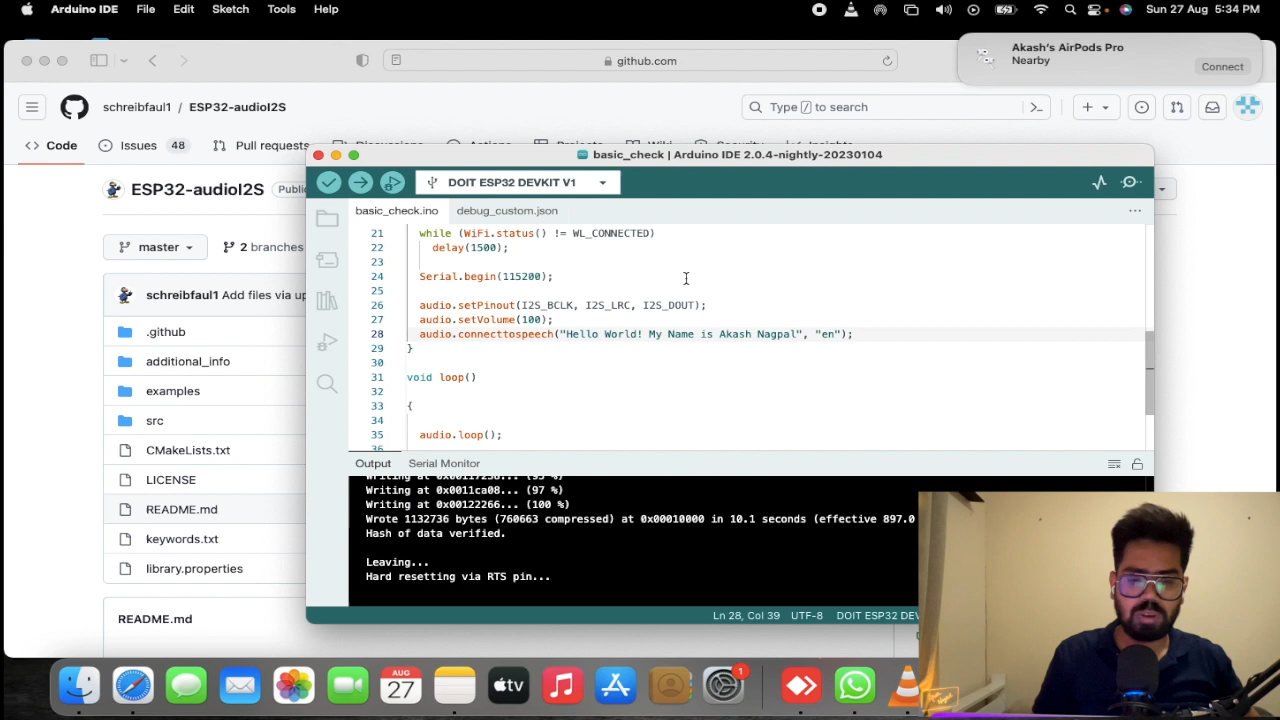 Arduino IDE File Edit Sketch Tools Help Sun 27 Aug 5:34 PM
Akash's AirPods Pro
Nearby
Connect
github.com
schreibfaul1 / ESP32-audioI2S
Type / to search
Code Issues 48 Pull requests
ESP32-audioI2S
master 2 branches
schreibfaul1 Add files via up
.github
additional_info
examples
src
CMakeLists.txt
LICENSE
README.md
keywords.txt
library.properties
README.md
basic_check | Arduino IDE 2.0.4-nightly-20230104
DOIT ESP32 DEVKIT V1
basic_check.ino debug_custom.json
21 while (WiFi.status() != WL_CONNECTED)
22 delay(1500);
23
24 Serial.begin(115200);
25
26 audio.setPinout(I2S_BCLK, I2S_LRC, I2S_DOUT);
27 audio.setVolume(100);
28 audio.connecttospeech("Hello World! My Name is Akash Nagpal", "en");
29 }
30
31 void loop()
32
33 {
34
35 audio.loop();
36
Output Serial Monitor
Writing at 0x0011ca08... (97 %)
Writing at 0x00122266... (100 %)
Wrote 1132736 bytes (760663 compressed) at 0x00010000 in 10.1 seconds (effective 897.0
Hash of data verified.
Leaving...
Hard resetting via RTS pin...
Ln 28, Col 39 UTF-8 DOIT ESP32 DEV
AUG
27
tv
1